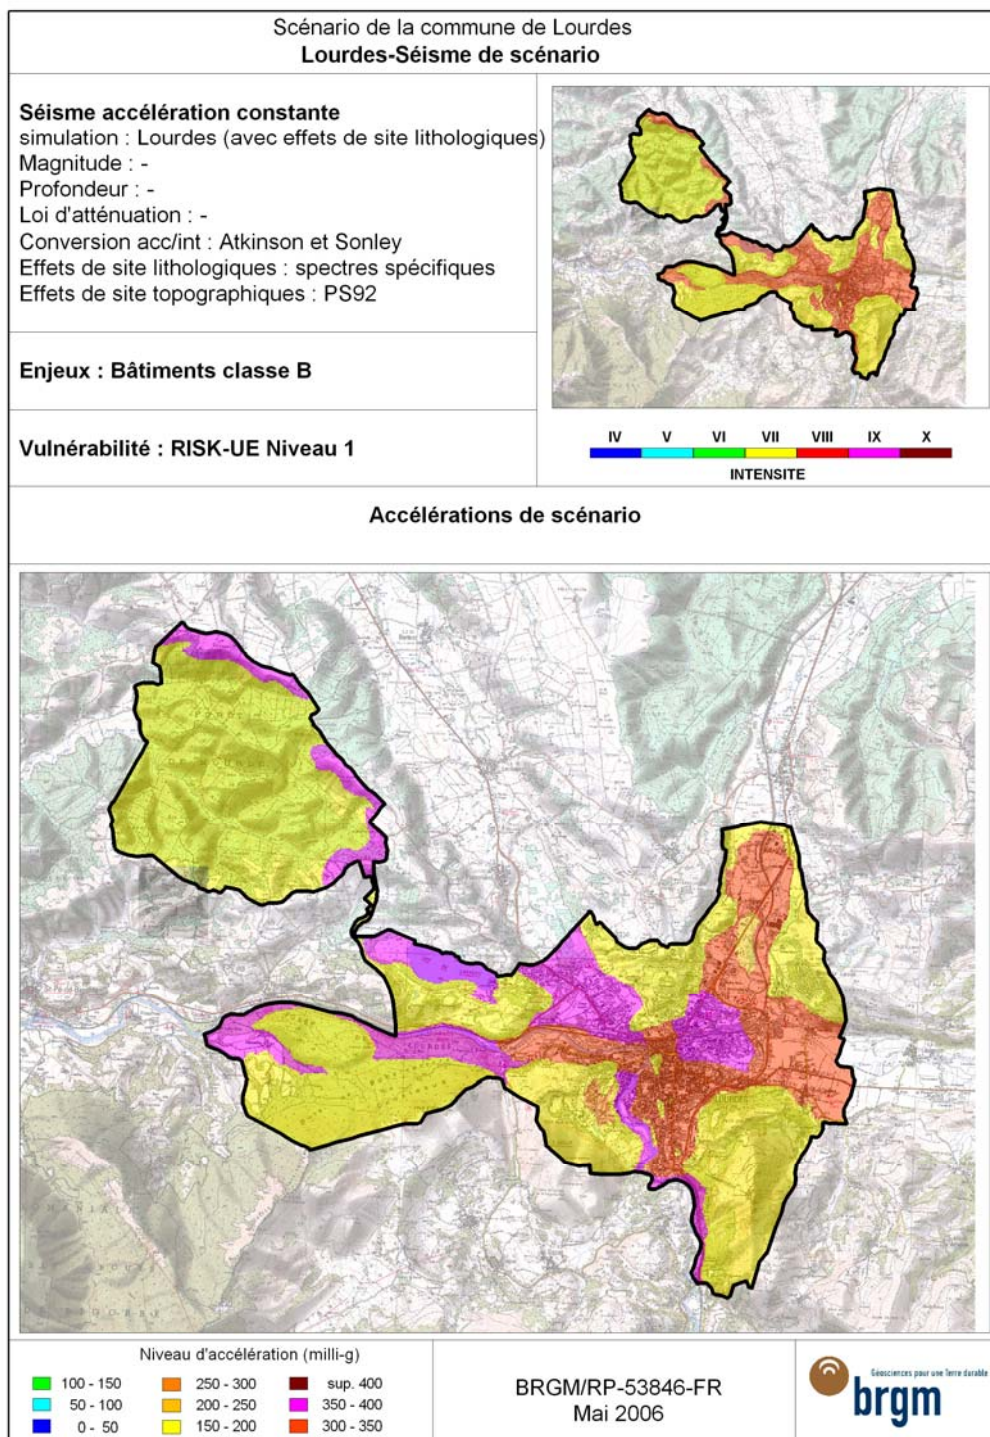 Scénario de la commune de Lourdes
Lourdes-Séisme de scénario
Séisme accélération constante
simulation : Lourdes (avec effets de site lithologiques)
Magnitude : -
Profondeur : -
Loi d'atténuation : -
Conversion acc/int : Atkinson et Sonley
Effets de site lithologiques : spectres spécifiques
Effets de site topographiques : PS92
Enjeux : Bâtiments classe B
Vulnérabilité : RISK-UE Niveau 1
IV V VI VII VIII IX X
INTENSITE
Accélérations de scénario
LOURDES
Niveau d'accélération (milli-g)
100 - 150 250 - 300 sup. 400
50 - 100 200 - 250 350 - 400
0 - 50 150 - 200 300 - 350
BRGM/RP-53846-FR
Mai 2006
Géosciences pour une Terre durable
brgm